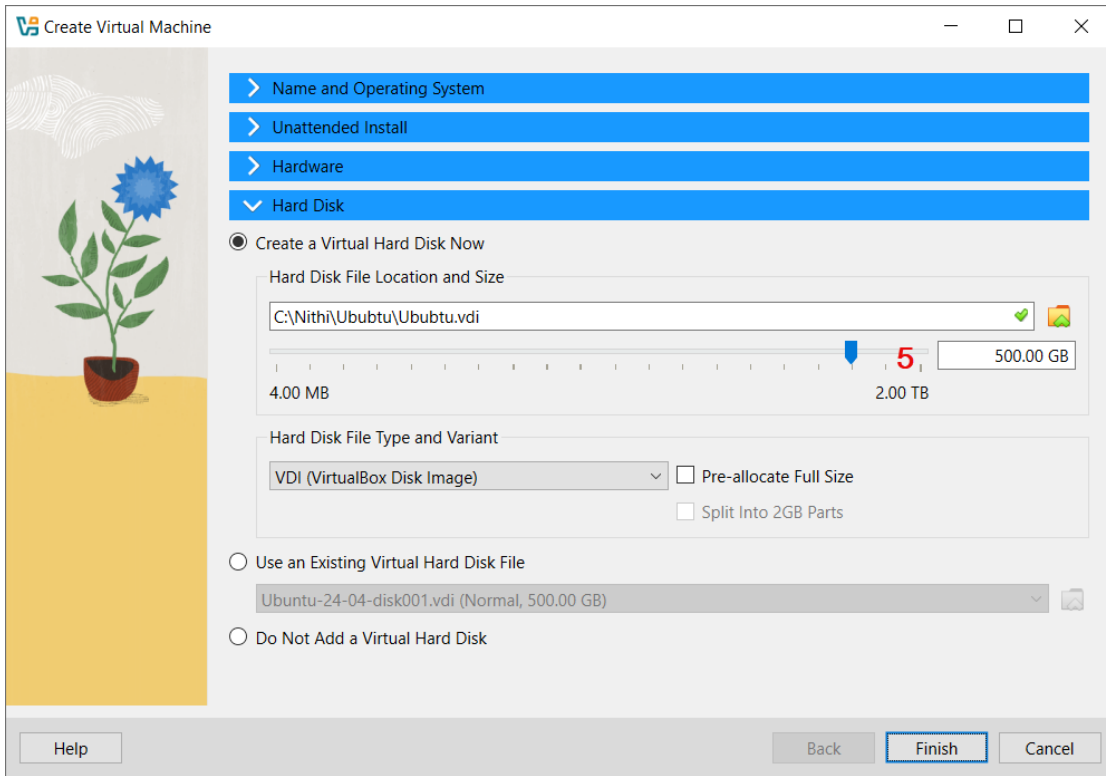 Create Virtual Machine
Name and Operating System
Unattended Install
Hardware
Hard Disk
Create a Virtual Hard Disk Now
Hard Disk File Location and Size
C:\Nithi\Ububtu\Ububtu.vdi
5 500.00 GB
4.00 MB 2.00 TB
Hard Disk File Type and Variant
VDI (VirtualBox Disk Image) Pre-allocate Full Size
Split Into 2GB Parts
Use an Existing Virtual Hard Disk File
Ubuntu-24-04-disk001.vdi (Normal, 500.00 GB)
Do Not Add a Virtual Hard Disk
Help Back Finish Cancel